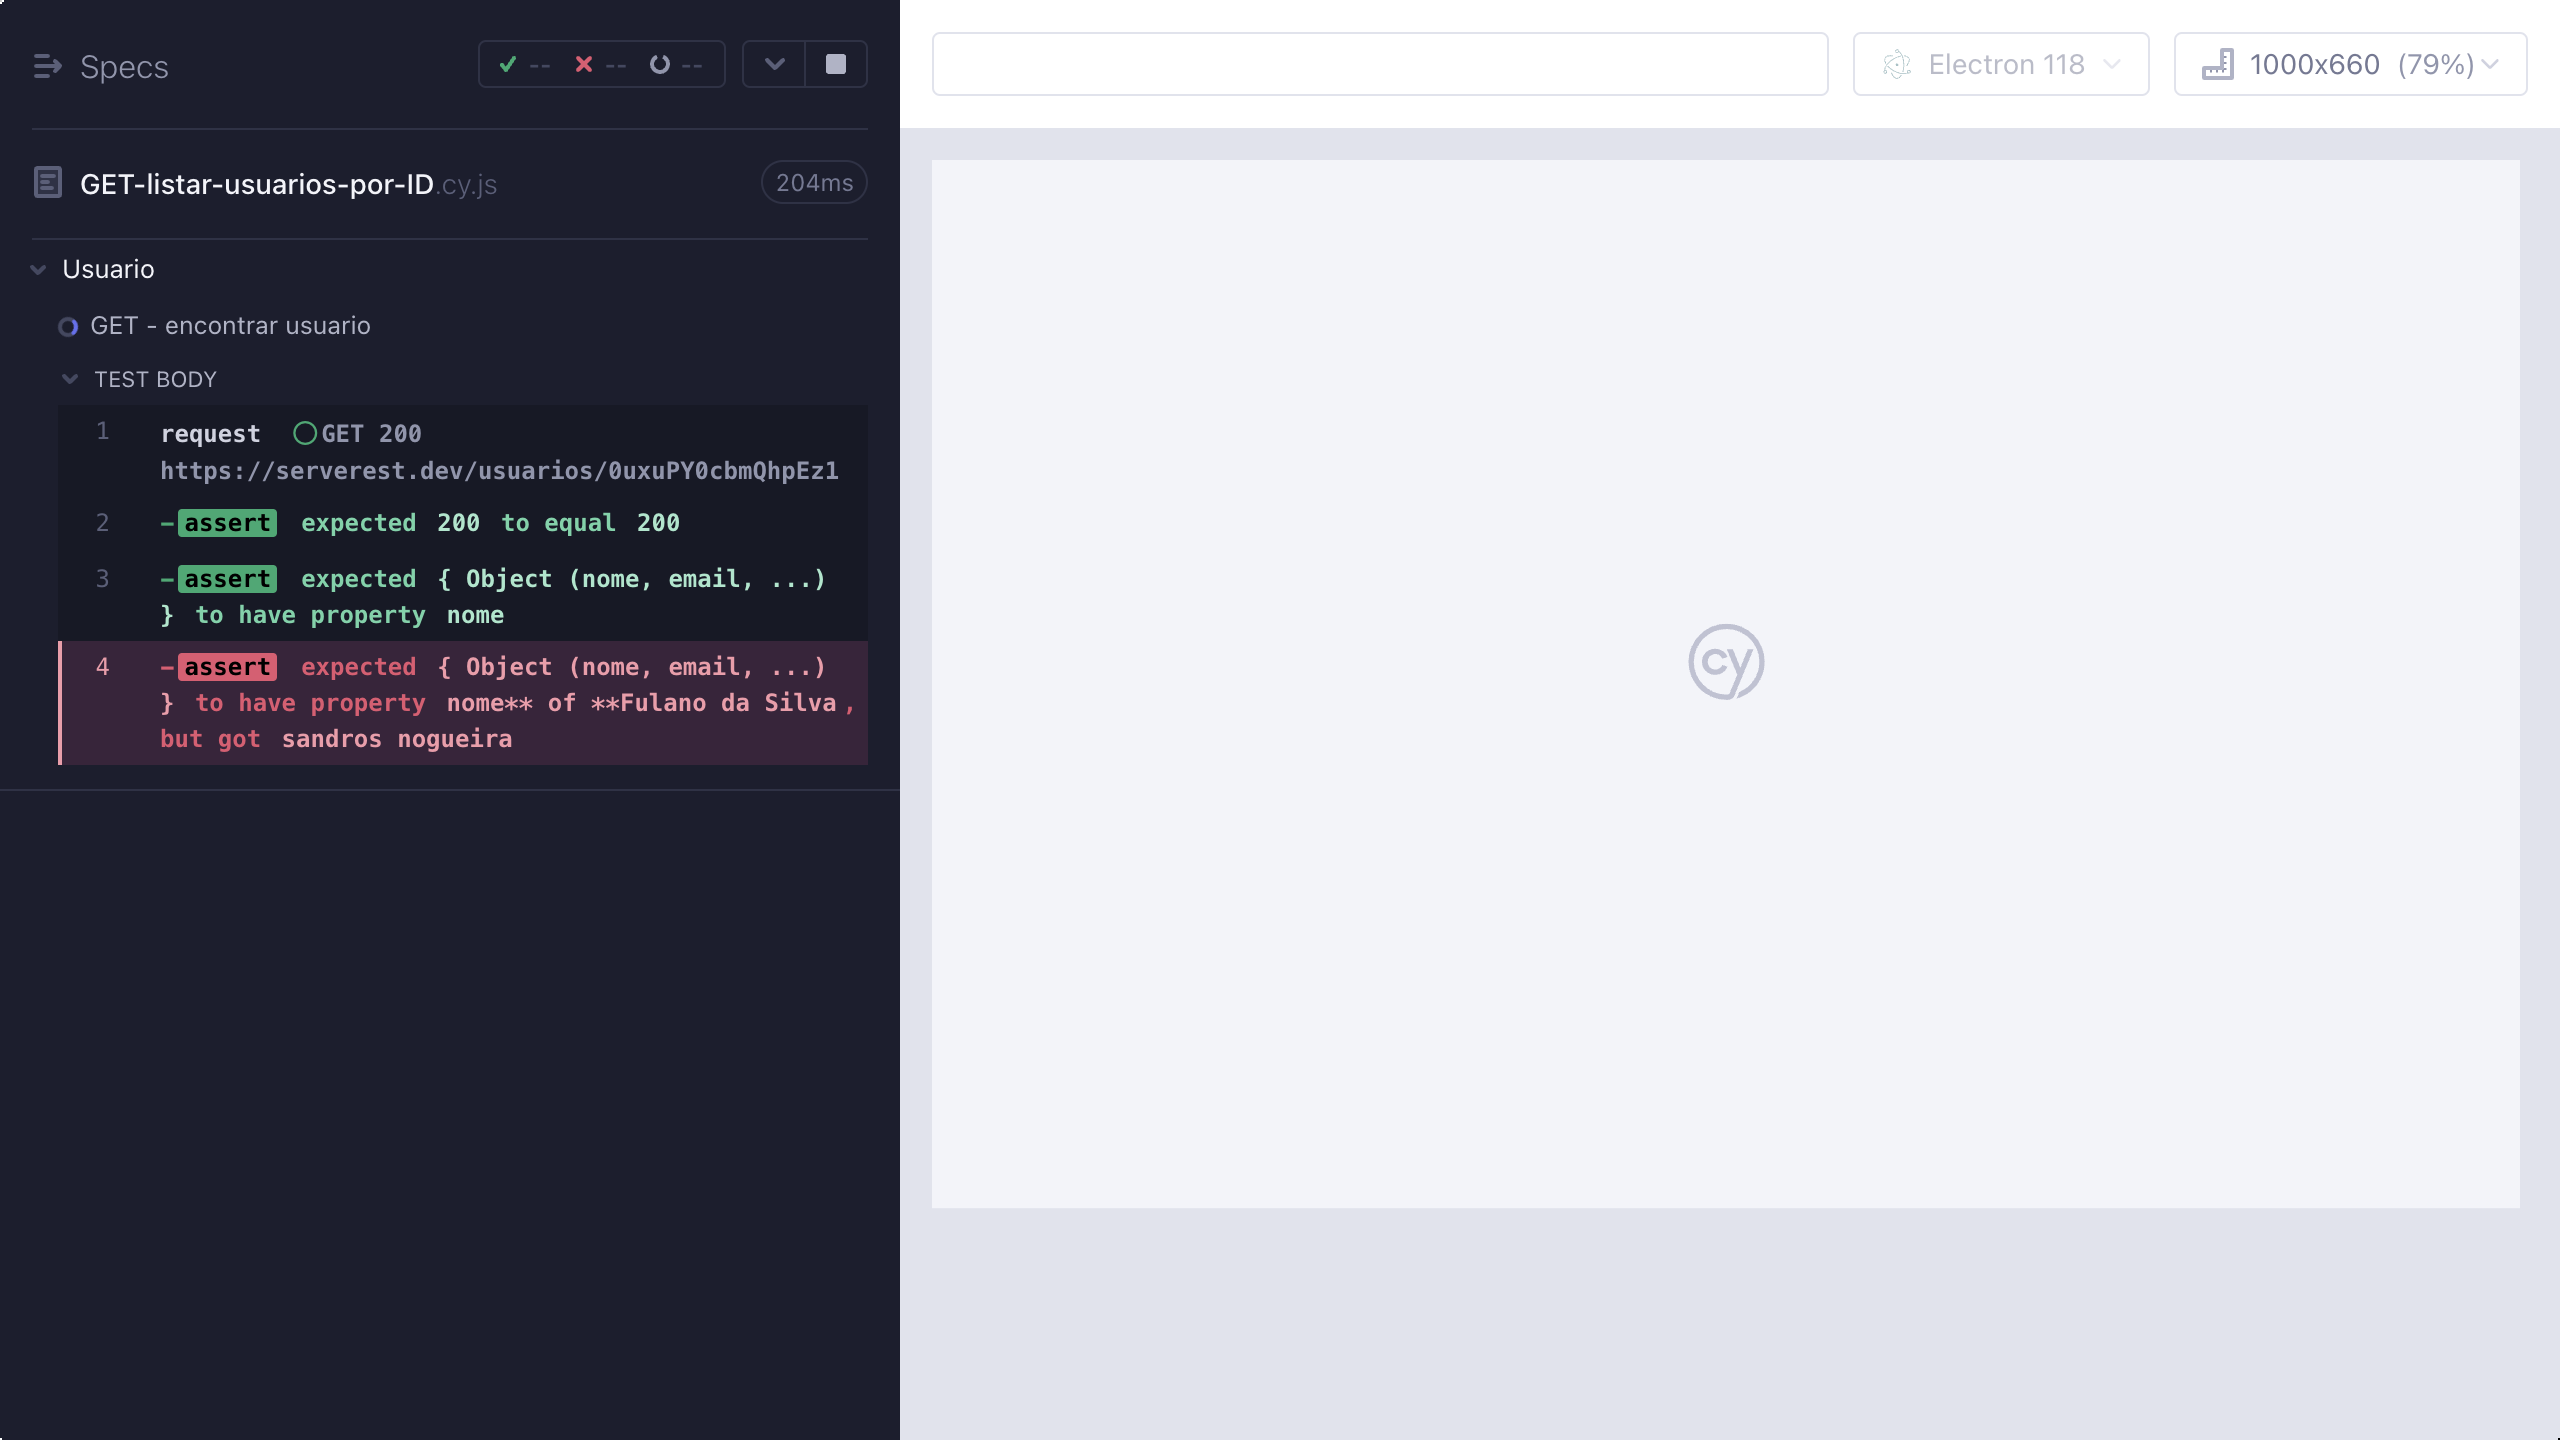 Specs
-- -- --
Electron 118
1000x660 (79%)
GET-listar-usuarios-por-ID.cy.js
204ms
Usuario
GET - encontrar usuario
TEST BODY
1 request GET 200
https://serverest.dev/usuarios/0uxuPY0cbmQhpEz1
2 -assert expected 200 to equal 200
3 -assert expected { Object (nome, email, ...)
} to have property nome
4 -assert expected { Object (nome, email, ...)
} to have property nome** of **Fulano da Silva,
but got sandros nogueira
cy